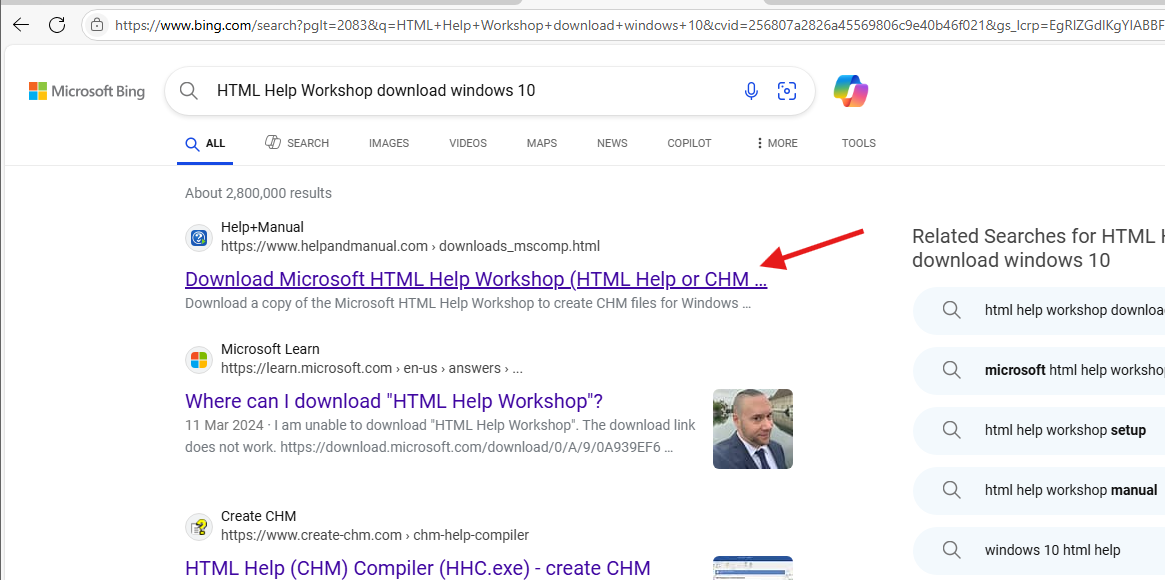 https://www.bing.com/search?pglt=2083&q=HTML+Help+Workshop+download+windows+10&cvid=256807a2826a45569806c9e40b46f021&gs_lcrp=EgRlZGdlKgYIABBF
Microsoft Bing
HTML Help Workshop download windows 10
ALL SEARCH IMAGES VIDEOS MAPS NEWS COPILOT MORE TOOLS
About 2,800,000 results
Help+Manual
https://www.helpandmanual.com › downloads_mscomp.html
Download Microsoft HTML Help Workshop (HTML Help or CHM ...
Download a copy of the Microsoft HTML Help Workshop to create CHM files for Windows ...
Microsoft Learn
https://learn.microsoft.com › en-us › answers › ...
Where can I download "HTML Help Workshop"?
11 Mar 2024 · I am unable to download "HTML Help Workshop". The download link
does not work. https://download.microsoft.com/download/0/A/9/0A939EF6 ...
Create CHM
https://www.create-chm.com › chm-help-compiler
HTML Help (CHM) Compiler (HHC.exe) - create CHM
Related Searches for HTML H
download windows 10
html help workshop downloa
microsoft html help workshop
html help workshop setup
html help workshop manual
windows 10 html help